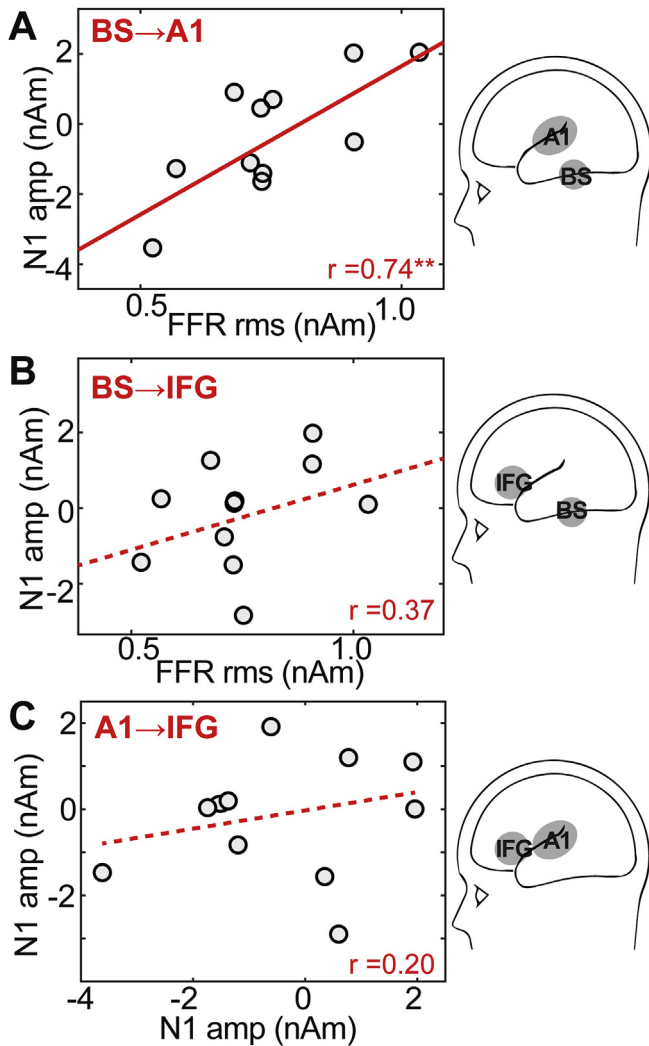 A
BS→A1
N1 amp (nAm)
2
0
-2
-4
r =0.74**
0.5
1.0
FFR rms (nAm)
A1
BS
B
BS→IFG
N1 amp (nAm)
2
0
-2
r =0.37
0.5
1.0
FFR rms (nAm)
IFG
BS
C
A1→IFG
N1 amp (nAm)
2
0
-2
r =0.20
-4
-2
0
2
N1 amp (nAm)
IFG
A1